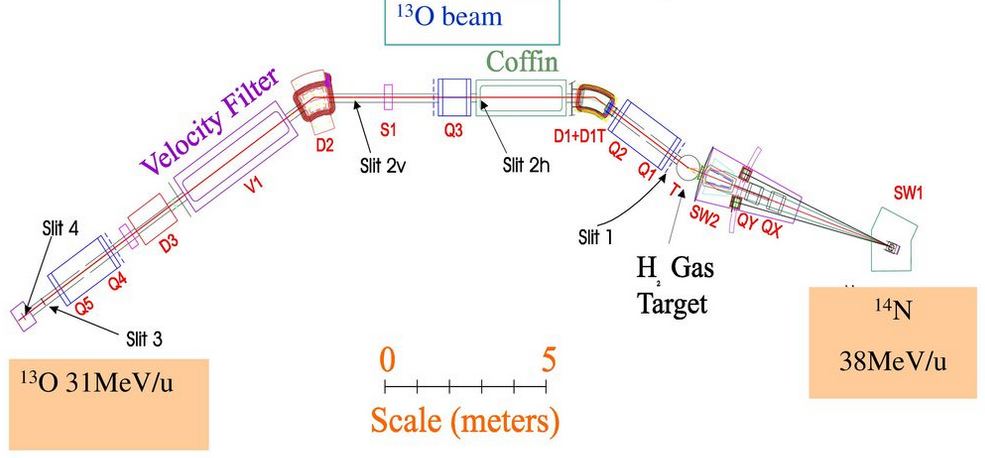 ¹³O beam
Coffin
Velocity Filter
D2
S1
Q3
D1+D1T
Q2
Q1
Slit 2v
Slit 2h
V1
T
SW2
QY QX
SW1
Slit 1
D3
Slit 4
Q4
Q5
Slit 3
H₂ Gas
Target
¹⁴N
38MeV/u
¹³O 31MeV/u
0 5
Scale (meters)